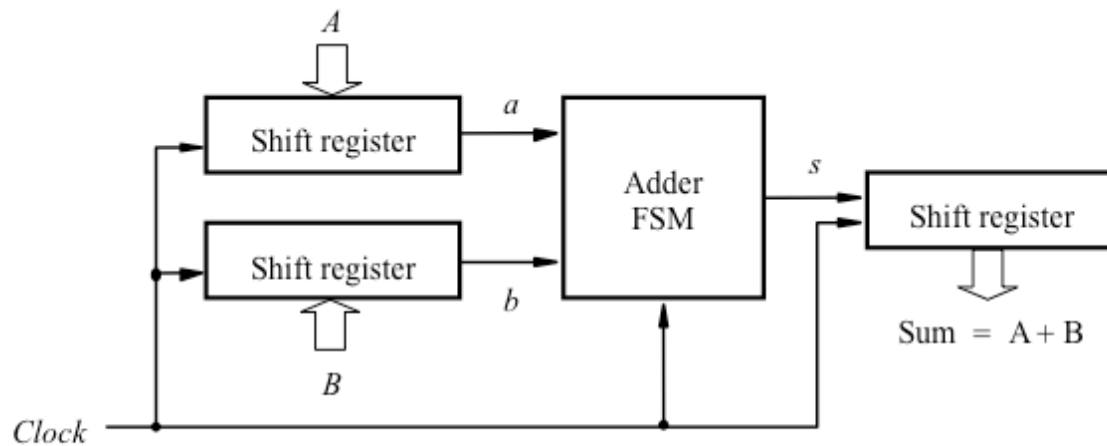 A
Shift register
a
Adder
FSM
s
Shift register
Shift register
b
B
Sum = A + B
Clock